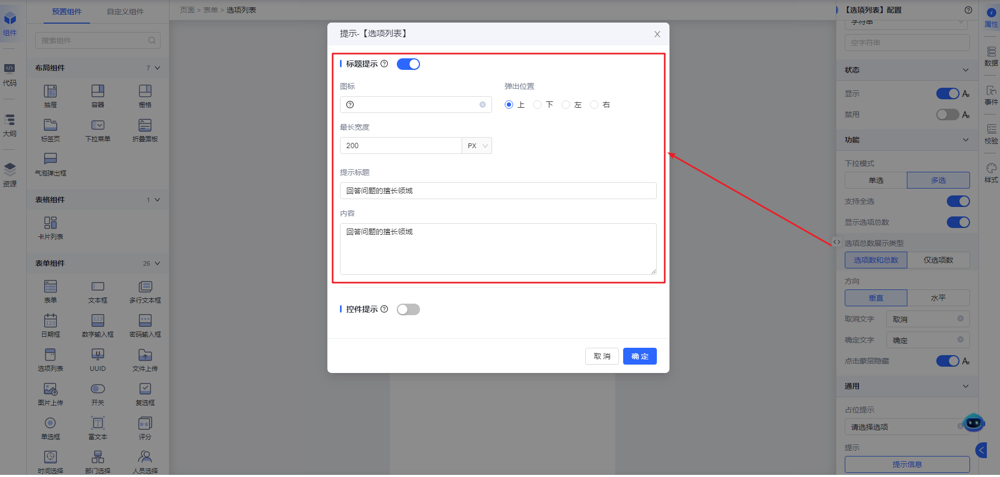 组件
代码
大纲
资源
预置组件
自定义组件
搜索组件
布局组件
7
抽屉
容器
栅格
标签页
下拉菜单
折叠面板
气泡弹出框
表格组件
1
卡片列表
表单组件
26
表单
文本框
多行文本框
日期框
数字输入框
密码输入框
选项列表
UUID
文件上传
图片上传
开关
复选框
单选框
富文本
评分
时间选择
部门选择
人员选择
页面 > 表单 > 选项列表
提示-【选项列表】
标题提示
图标
弹出位置
上
下
左
右
最长宽度
200
PX
提示标题
回答问题的擅长领域
内容
回答问题的擅长领域
控件提示
取 消
确 定
【选项列表】配置
字符串
空字符串
状态
显示
禁用
功能
下拉模式
单选
多选
支持全选
显示选项总数
选项总数展示类型
选项数和总数
仅选项数
方向
垂直
水平
取消文字
取消
确定文字
确定
点击蒙层隐藏
通用
占位提示
请选择选项
提示
提示信息
属性
数据
事件
校验
样式